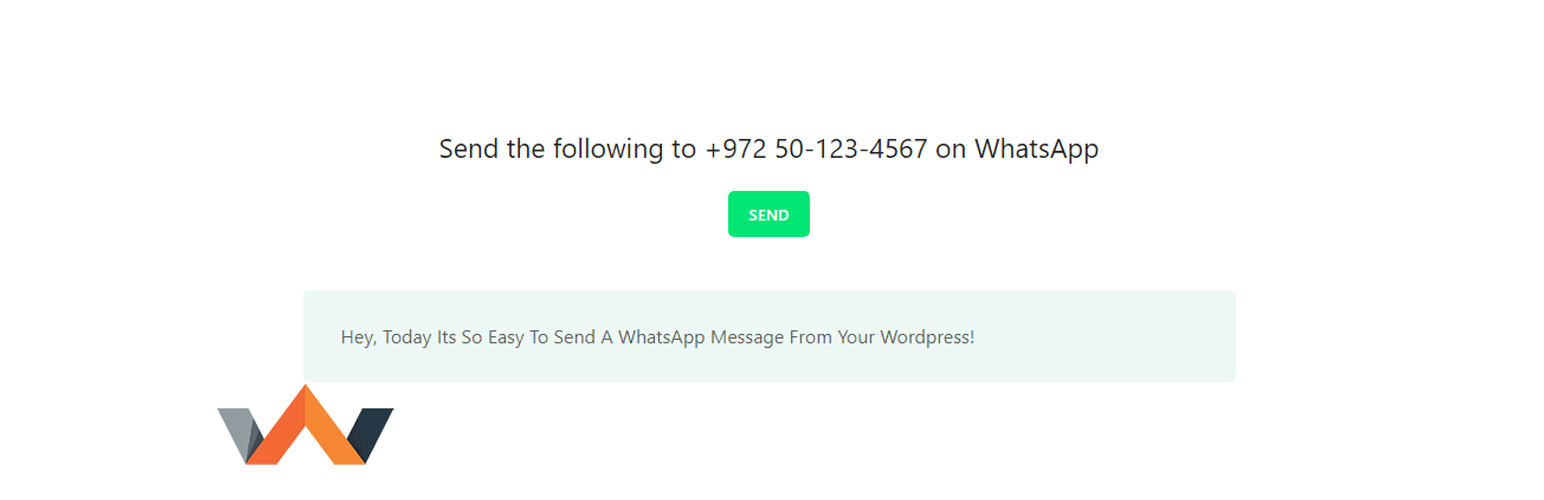 Send the following to +972 50-123-4567 on WhatsApp
SEND
Hey, Today Its So Easy To Send A WhatsApp Message From Your Wordpress!